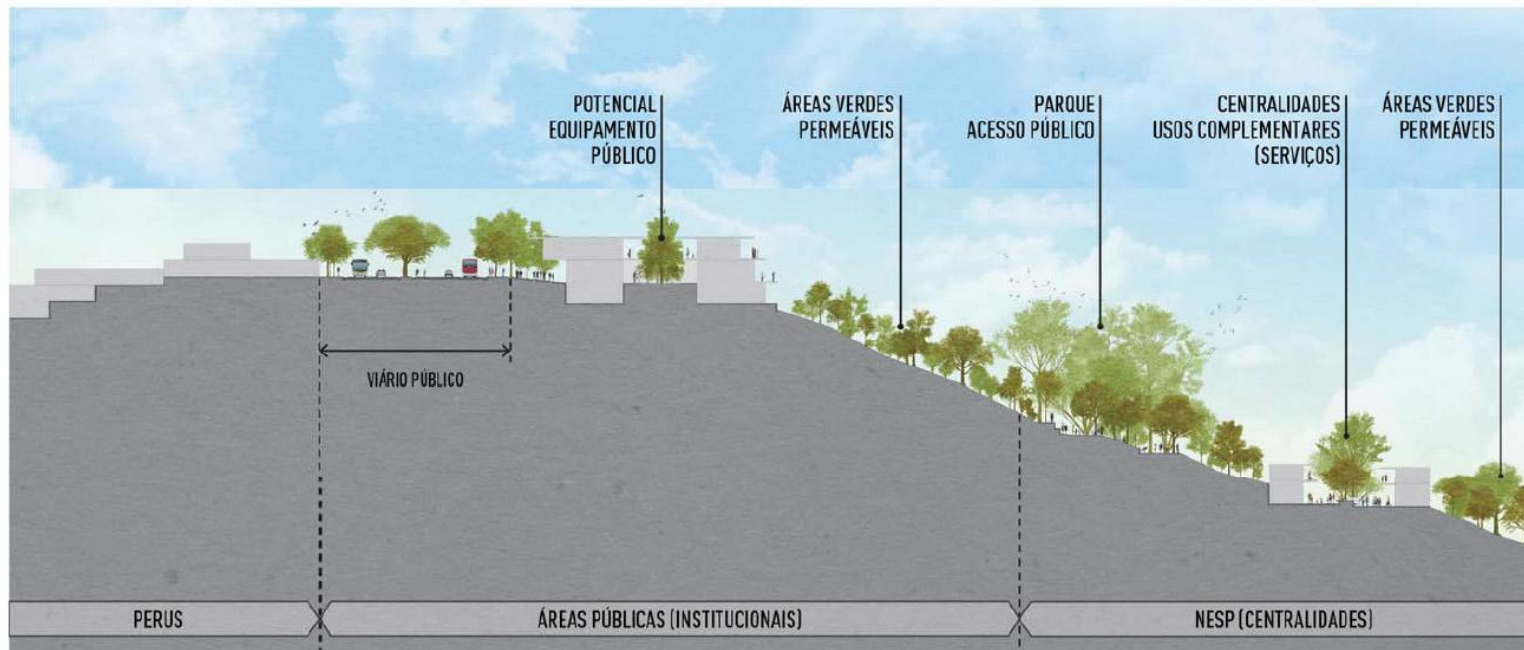 POTENCIAL
EQUIPAMENTO
PÚBLICO
ÁREAS VERDES
PERMEÁVEIS
PARQUE
ACESSO PÚBLICO
CENTRALIDADES
USOS COMPLEMENTARES
(SERVIÇOS)
ÁREAS VERDES
PERMEÁVEIS
VIÁRIO PÚBLICO
PERUS
ÁREAS PÚBLICAS (INSTITUCIONAIS)
NESP (CENTRALIDADES)